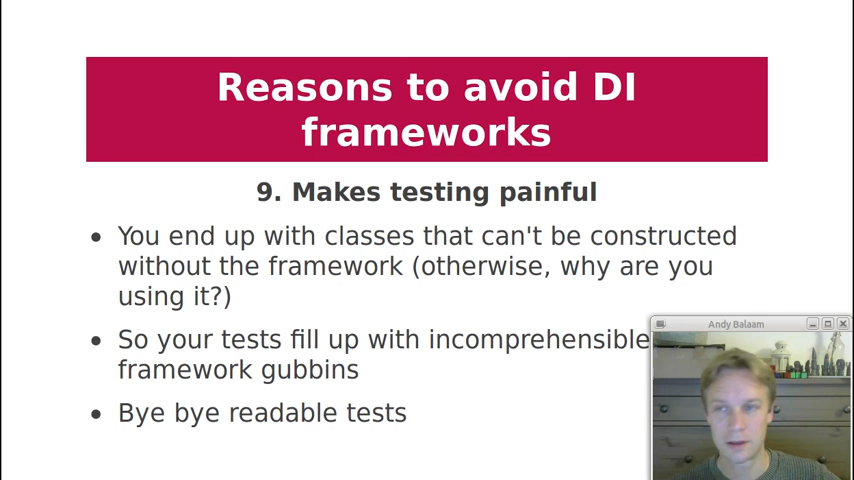 Reasons to avoid DI
frameworks
9. Makes testing painful
• You end up with classes that can't be constructed
without the framework (otherwise, why are you
using it?)
• So your tests fill up with incomprehensible
framework gubbins
• Bye bye readable tests
Andy Balaam